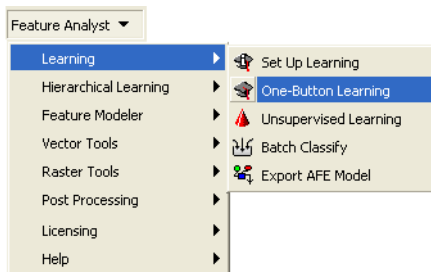 Feature Analyst
Learning
Hierarchical Learning
Feature Modeler
Vector Tools
Raster Tools
Post Processing
Licensing
Help
Set Up Learning
One-Button Learning
Unsupervised Learning
Batch Classify
Export AFE Model